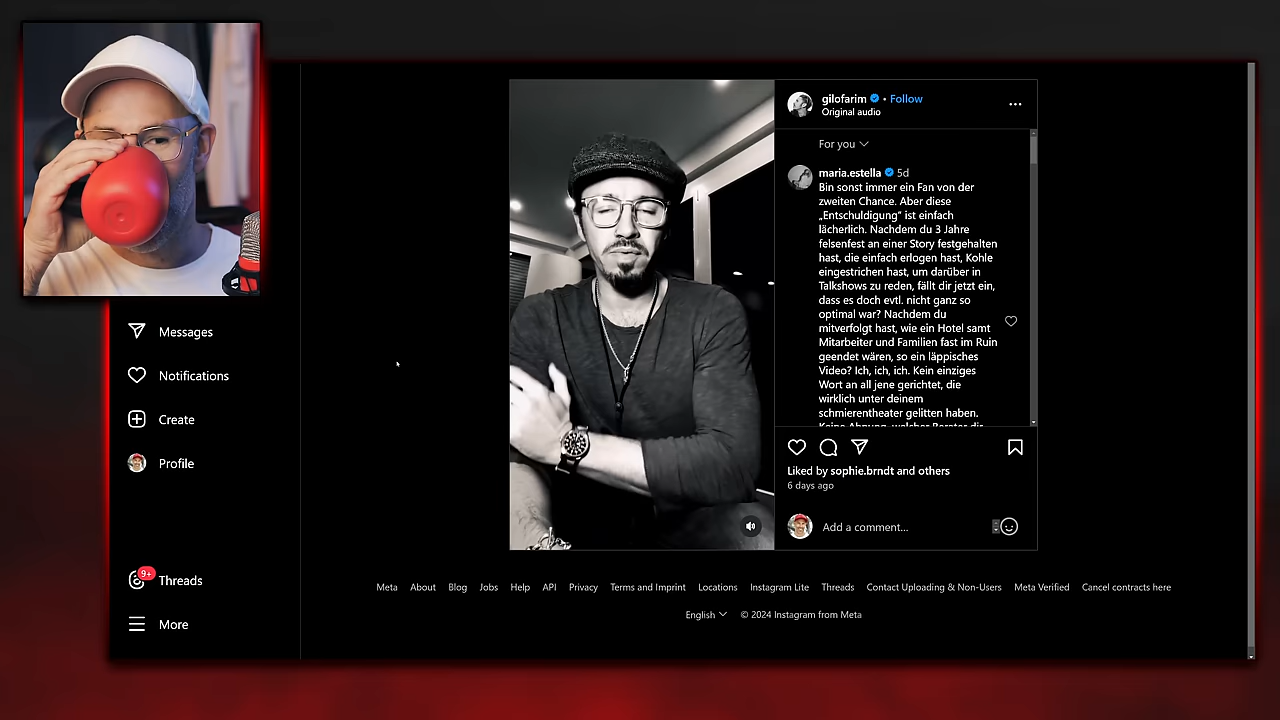 Messages
Notifications
Create
Profile
9+
Threads
More
gilofarim • Follow
Original audio
For you
maria.estella 5d
Bin sonst immer ein Fan von der
zweiten Chance. Aber diese
„Entschuldigung“ ist einfach
lächerlich. Nachdem du 3 Jahre
felsenfest an einer Story festgehalten
hast, die einfach erlogen hast, Kohle
eingestrichen hast, um darüber in
Talkshows zu reden, fällt dir jetzt ein,
dass es doch evtl. nicht ganz so
optimal war? Nachdem du
mitverfolgt hast, wie ein Hotel samt
Mitarbeiter und Familien fast im Ruin
geendet wären, so ein läppisches
Video? Ich, ich, ich. Kein einziges
Wort an all jene gerichtet, die
wirklich unter deinem
schmierentheater gelitten haben.
Keine Ahnung, welcher Berater dir
Liked by sophie.brndt and others
6 days ago
Add a comment...
Meta About Blog Jobs Help API Privacy Terms and Imprint Locations Instagram Lite Threads Contact Uploading & Non-Users Meta Verified Cancel contracts here
English © 2024 Instagram from Meta